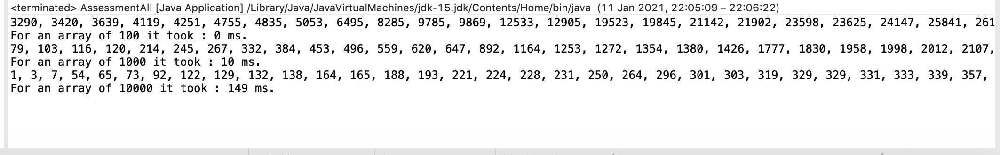 <terminated> AssessmentAll [Java Application] /Library/Java/JavaVirtualMachines/jdk-15.jdk/Contents/Home/bin/java (11 Jan 2021, 22:05:09 – 22:06:22)
3290, 3420, 3639, 4119, 4251, 4755, 4835, 5053, 6495, 8285, 9785, 9869, 12533, 12905, 19523, 19845, 21142, 21902, 23598, 23625, 24147, 25841, 261
For an array of 100 it took : 0 ms.
79, 103, 116, 120, 214, 245, 267, 332, 384, 453, 496, 559, 620, 647, 892, 1164, 1253, 1272, 1354, 1380, 1426, 1777, 1830, 1958, 1998, 2012, 2107,
For an array of 1000 it took : 10 ms.
1, 3, 7, 54, 65, 73, 92, 122, 129, 132, 138, 164, 165, 188, 193, 221, 224, 228, 231, 250, 264, 296, 301, 303, 319, 329, 329, 331, 333, 339, 357,
For an array of 10000 it took : 149 ms.